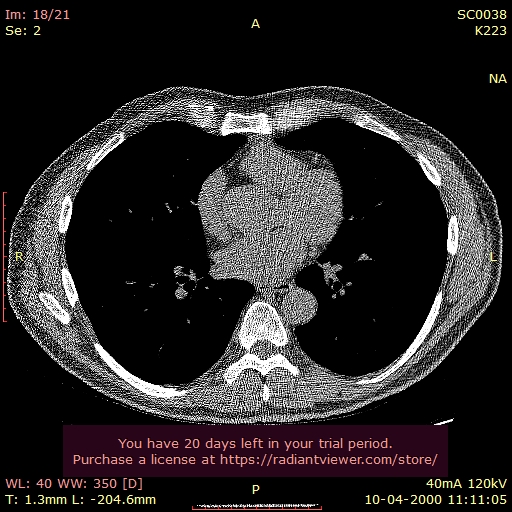 Im: 18/21
Se: 2
A
SC0038
K223
NA
R
L
You have 20 days left in your trial period.
Purchase a license at https://radiantviewer.com/store/
WL: 40 WW: 350 [D]
T: 1.3mm L: -204.6mm
P
40mA 120kV
10-04-2000 11:11:05